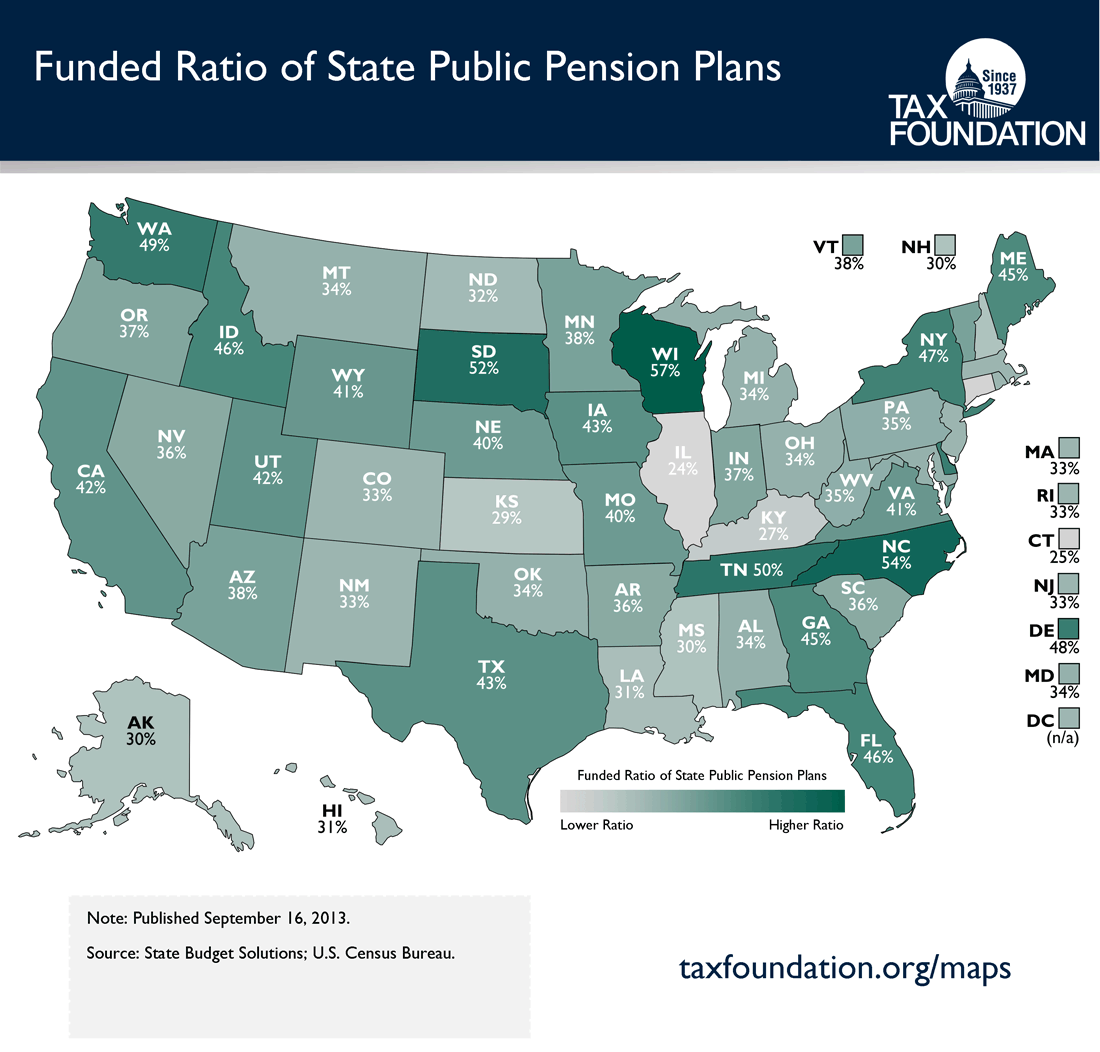 Funded Ratio of State Public Pension Plans
Since
1937
TAX
FOUNDATION
WA
49%
MT
34%
ND
32%
VT
38%
NH
30%
ME
45%
OR
37%
ID
46%
SD
52%
MN
38%
WI
57%
NY
47%
WY
41%
MI
34%
IA
43%
PA
35%
NV
36%
NE
40%
CA
42%
UT
42%
CO
33%
KS
29%
MO
40%
IL
24%
IN
37%
OH
34%
WV
35%
VA
41%
KY
27%
MA
33%
RI
33%
CT
25%
NJ
33%
DE
48%
MD
34%
DC
(n/a)
AZ
38%
NM
33%
OK
34%
AR
36%
TN 50%
NC
54%
SC
36%
MS
30%
AL
34%
GA
45%
TX
43%
LA
31%
FL
46%
AK
30%
HI
31%
Funded Ratio of State Public Pension Plans
Lower Ratio
Higher Ratio
Note: Published September 16, 2013.
Source: State Budget Solutions; U.S. Census Bureau.
taxfoundation.org/maps